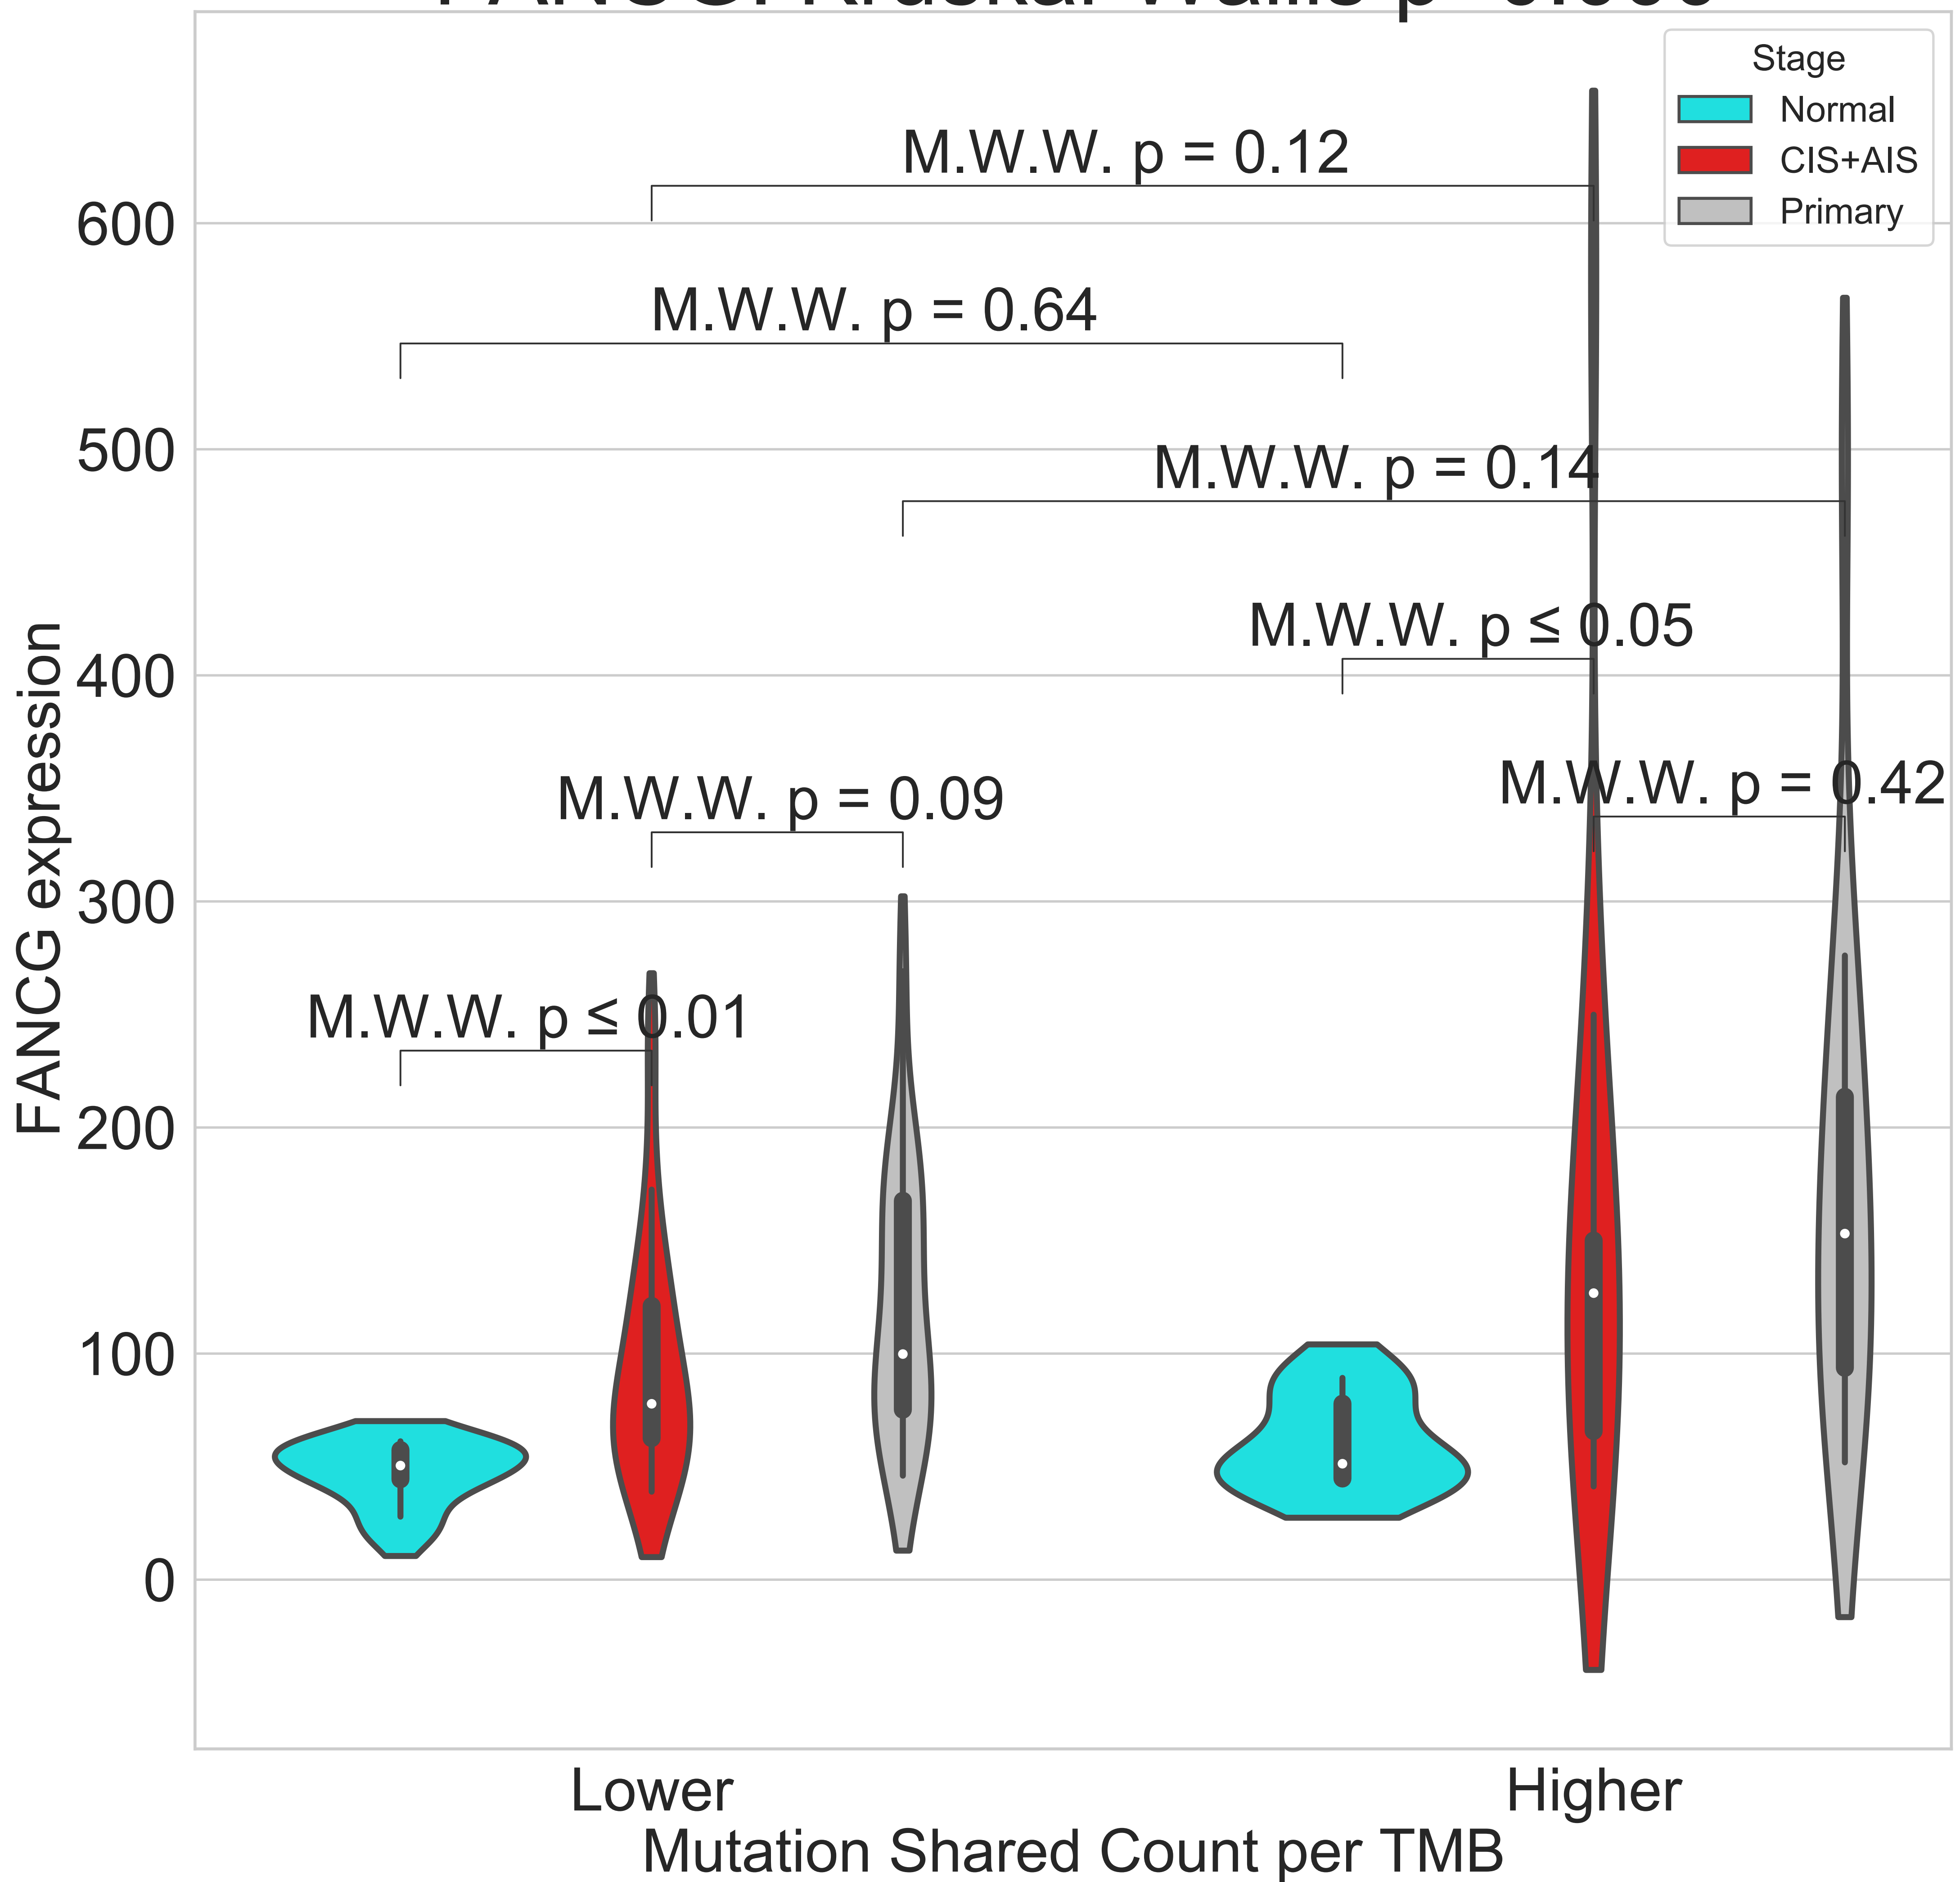 Stage
Normal
CIS+AIS
Primary
M.W.W. p = 0.12
M.W.W. p = 0.64
M.W.W. p = 0.14
M.W.W. p ≤ 0.05
M.W.W. p = 0.42
M.W.W. p = 0.09
M.W.W. p ≤ 0.01
FANCG expression
600
500
400
300
200
100
0
Lower
Higher
Mutation Shared Count per TMB